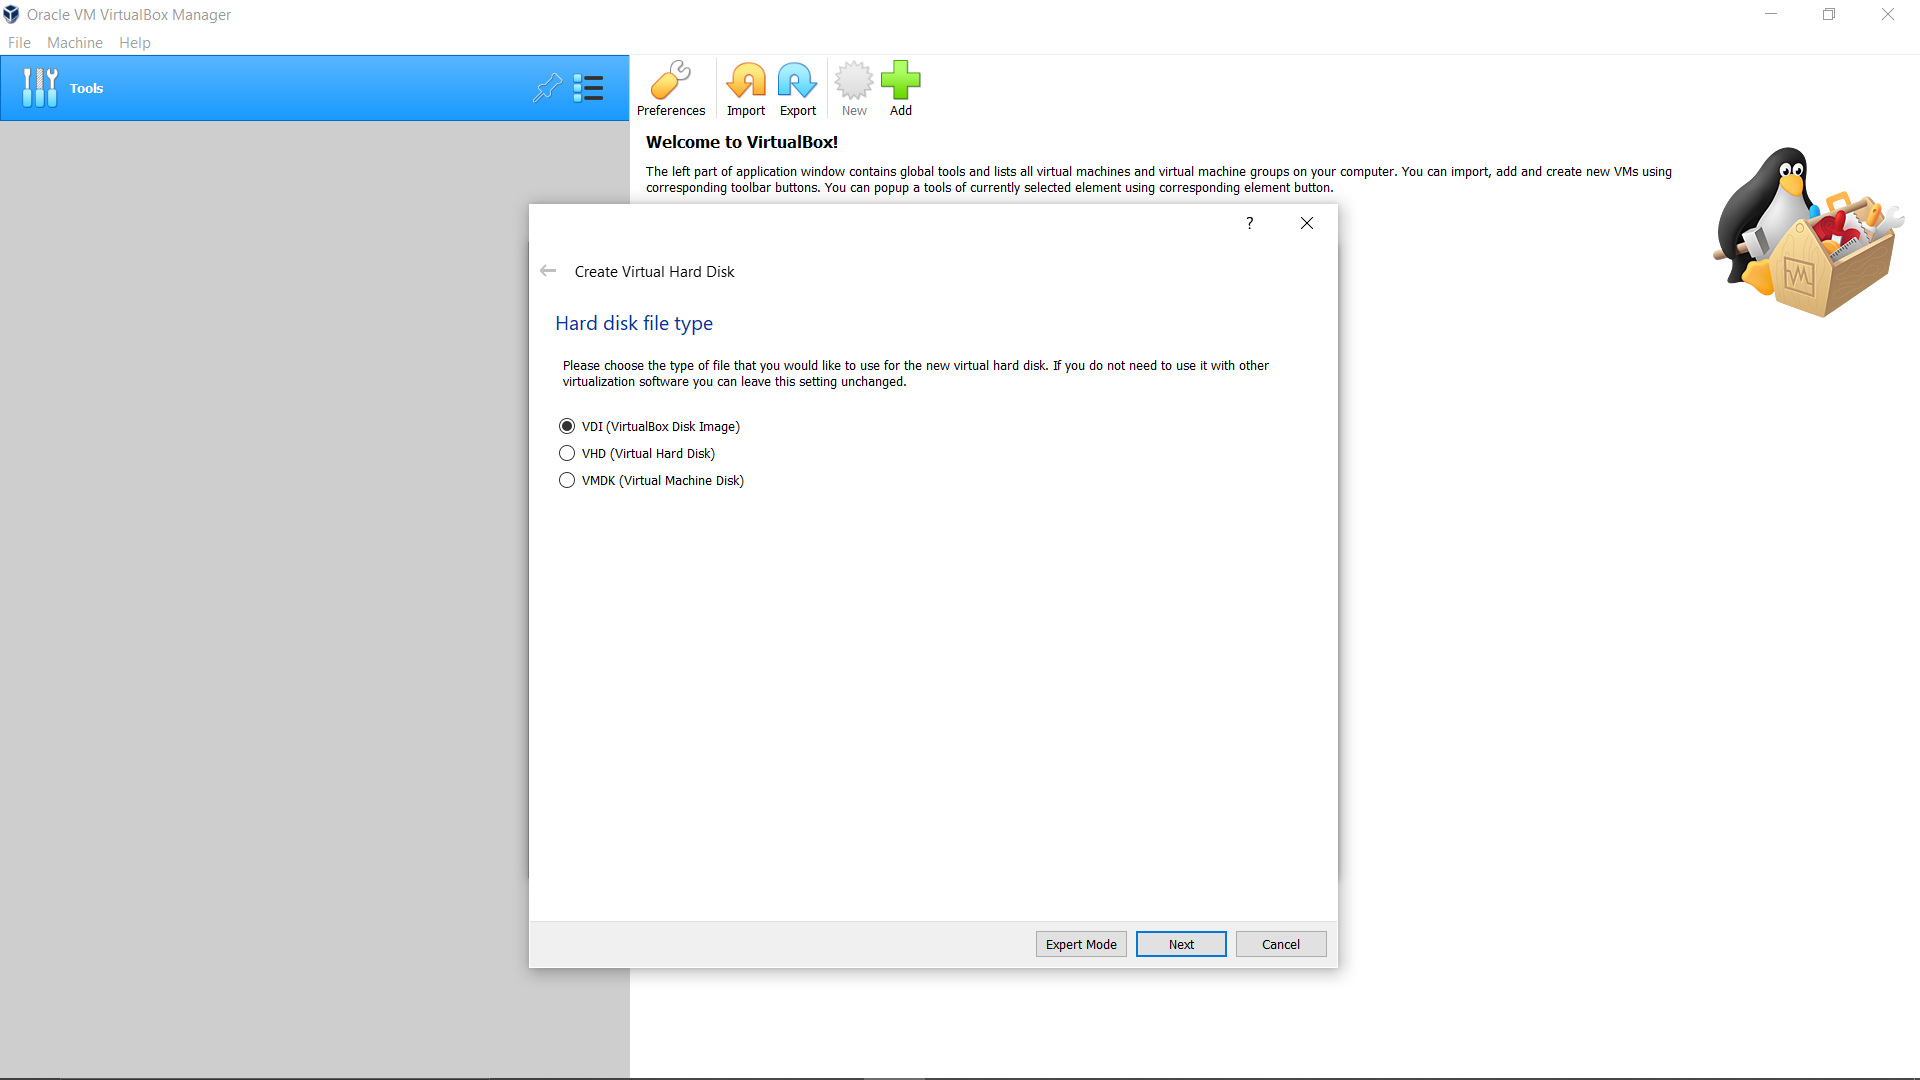 Oracle VM VirtualBox Manager
File Machine Help
Tools
Preferences Import Export New Add
Welcome to VirtualBox!
The left part of application window contains global tools and lists all virtual machines and virtual machine groups on your computer. You can import, add and create new VMs using
corresponding toolbar buttons. You can popup a tools of currently selected element using corresponding element button.
?
Create Virtual Hard Disk
Hard disk file type
Please choose the type of file that you would like to use for the new virtual hard disk. If you do not need to use it with other
virtualization software you can leave this setting unchanged.
VDI (VirtualBox Disk Image)
VHD (Virtual Hard Disk)
VMDK (Virtual Machine Disk)
Expert Mode Next Cancel